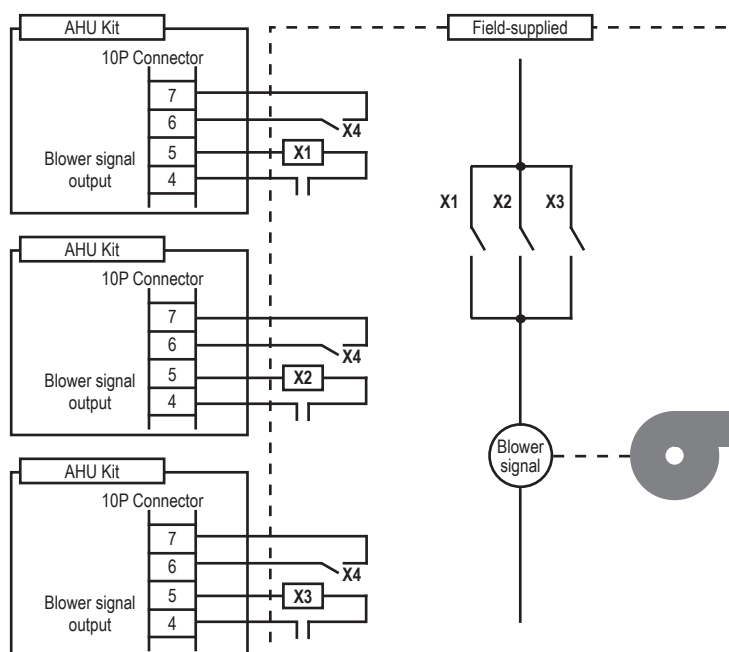 AHU Kit
10P Connector
7
6
5
4
Blower signal
output
X4
X1
AHU Kit
10P Connector
7
6
5
4
Blower signal
output
X4
X2
AHU Kit
10P Connector
7
6
5
4
Blower signal
output
X4
X3
Field-supplied
X1 X2 X3
Blower
signal